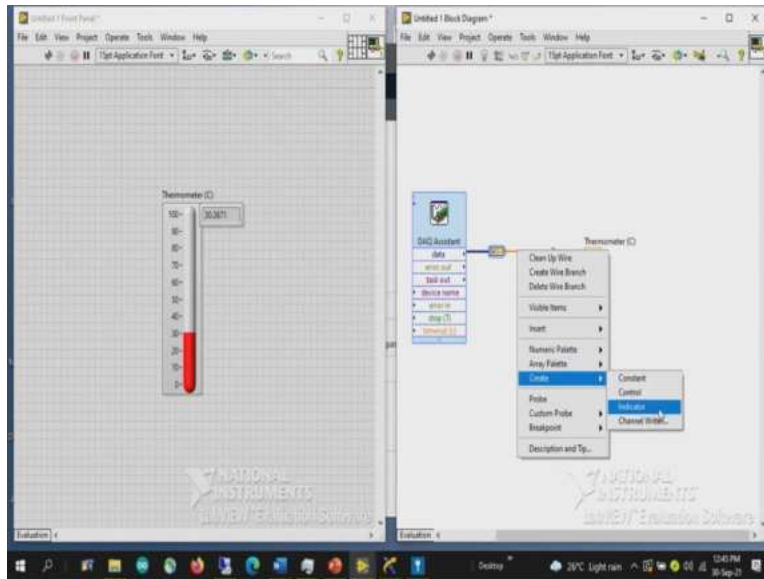 Untitled 1 Front Panel *
File Edit View Project Operate Tools Window Help
15pt Application Font
Search
Thermometer (C)
100-
90-
80-
70-
60-
50-
40-
30-
20-
10-
0-
NATIONAL
INSTRUMENTS
LabVIEW Evaluation Software
Evaluation
Untitled 1 Block Diagram *
File Edit View Project Operate Tools Window Help
15pt Application Font
DAQ Assistant
data
error out
task out
device name
error in
stop (T)
timeout (s)
Thermometer (C)
Clean Up Wire
Create Wire Branch
Delete Wire Branch
Visible Items
Insert
Numeric Palette
Array Palette
Create
Probe
Custom Probe
Breakpoint
Description and Tip...
Constant
Control
Indicator
Channel Writer...
NATIONAL
INSTRUMENTS
LabVIEW Evaluation Software
Evaluation
Desktop
26°C Light rain
12:45 PM
30-Sep-21